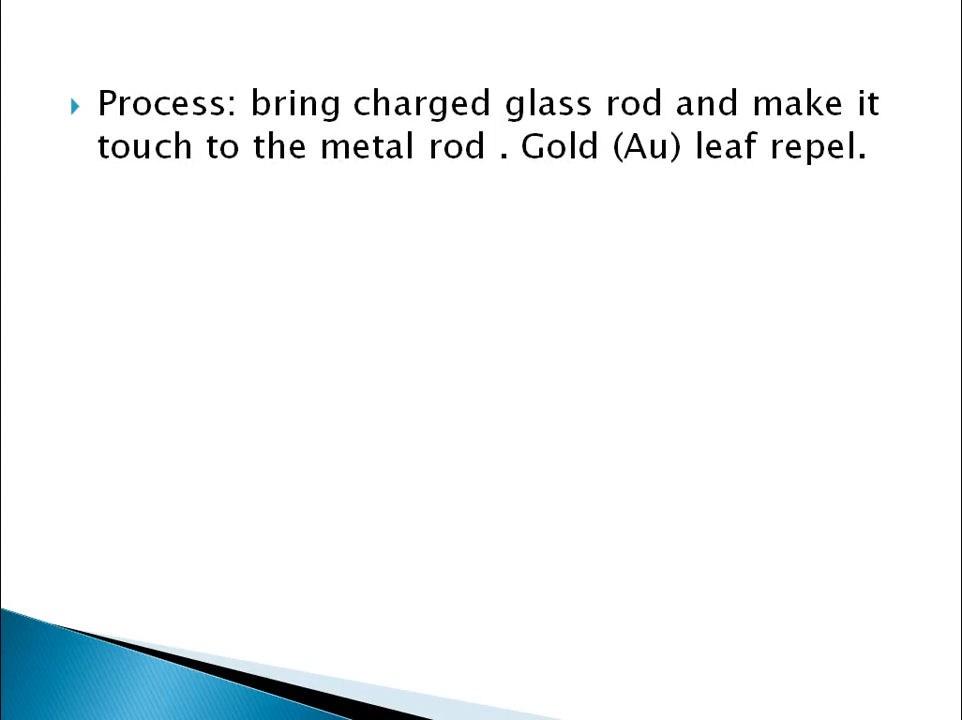 Process: bring charged glass rod and make it
touch to the metal rod . Gold (Au) leaf repel.